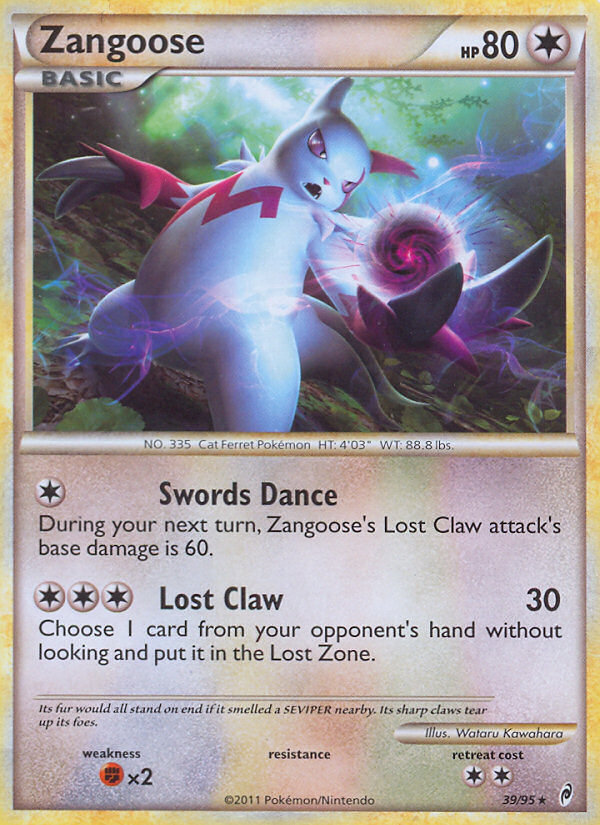 Zangoose
HP 80
BASIC
NO. 335 Cat Ferret Pokémon HT: 4'03" WT: 88.8 lbs.
Swords Dance
During your next turn, Zangoose's Lost Claw attack's
base damage is 60.
Lost Claw 30
Choose 1 card from your opponent's hand without
looking and put it in the Lost Zone.
Its fur would all stand on end if it smelled a SEVIPER nearby. Its sharp claws tear
up its foes.
Illus. Wataru Kawahara
weakness resistance retreat cost
×2
©2011 Pokémon/Nintendo 39/95 ★